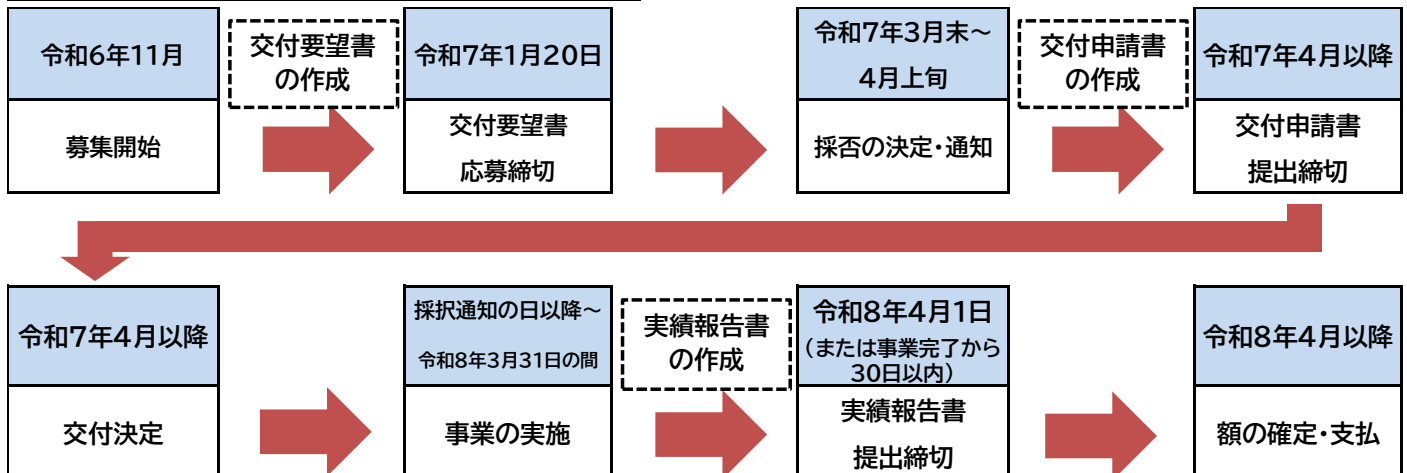 令和6年11月
募集開始
交付要望書
の作成
令和7年1月20日
交付要望書
応募締切
令和7年3月末～
4月上旬
採否の決定・通知
交付申請書
の作成
令和7年4月以降
交付申請書
提出締切
令和7年4月以降
交付決定
採択通知の日以降～
令和8年3月31日の間
事業の実施
実績報告書
の作成
令和8年4月1日
（または事業完了から
30日以内）
実績報告書
提出締切
令和8年4月以降
額の確定・支払